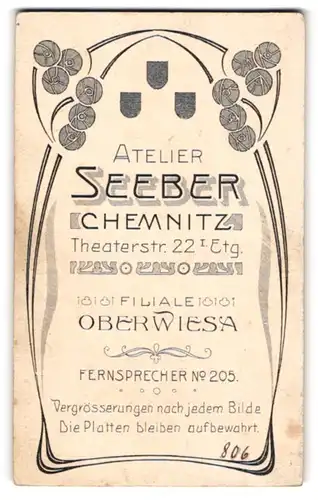 ATELIER
SEEBER
CHEMNITZ
Theaterstr. 22 I. Etg.
FILIALE
OBERWIESA
FERNSPRECHER No 205.
Vergrösserungen nach jedem Bilde
Die Platten bleiben aufbewahrt.
806